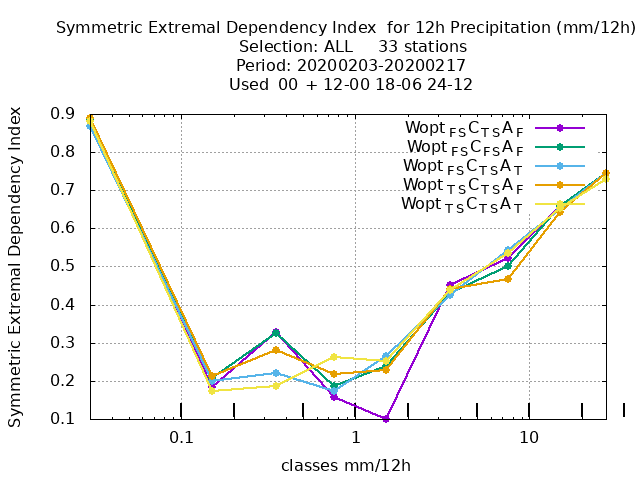 Symmetric Extremal Dependency Index  for 12h Precipitation (mm/12h)
Selection: ALL     33 stations
Period: 20200203-20200217
Used  00 + 12-00 18-06 24-12
Symmetric Extremal Dependency Index
0.9
0.8
0.7
0.6
0.5
0.4
0.3
0.2
0.1
Wopt FS C TS A F
Wopt FS C FS A F
Wopt FS C TS A T
Wopt TS C TS A F
Wopt TS C TS A T
0.1 1 10
classes mm/12h